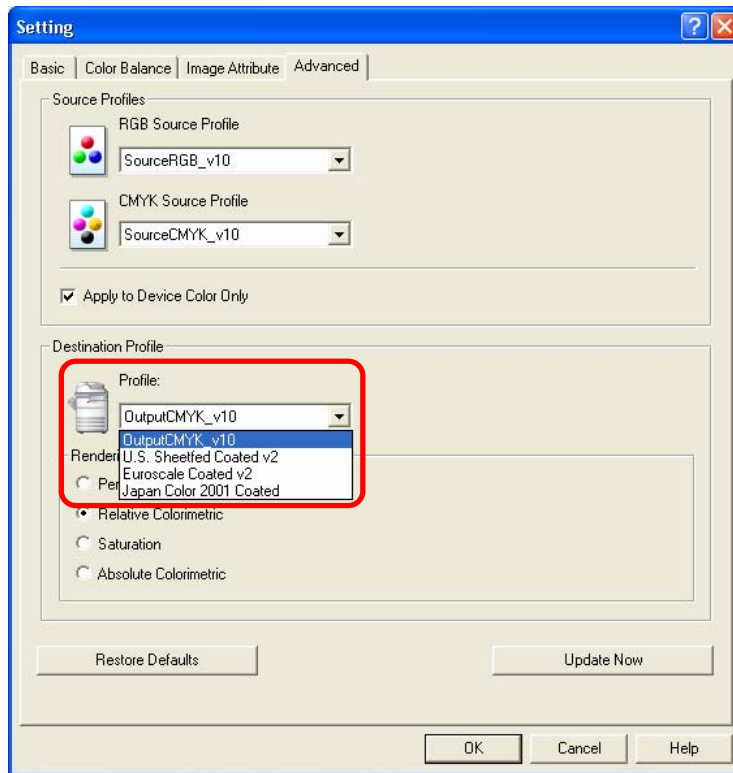 Setting
Basic Color Balance Image Attribute Advanced
Source Profiles
RGB Source Profile
SourceRGB_v10
CMYK Source Profile
SourceCMYK_v10
Apply to Device Color Only
Destination Profile
Profile:
OutputCMYK_v10
OutputCMYK_v10
U.S. Sheetfed Coated v2
Euroscale Coated v2
Japan Color 2001 Coated
Relative Colorimetric
Saturation
Absolute Colorimetric
Restore Defaults Update Now
OK Cancel Help